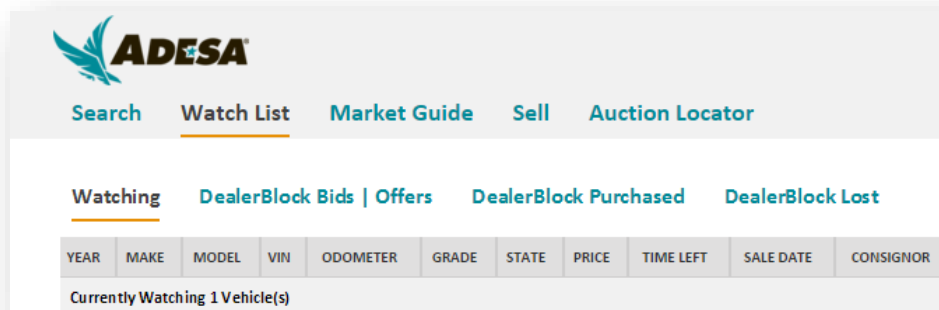 ADESA
Search Watch List Market Guide Sell Auction Locator
Watching DealerBlock Bids | Offers DealerBlock Purchased DealerBlock Lost
YEAR MAKE MODEL VIN ODOMETER GRADE STATE PRICE TIME LEFT SALE DATE CONSIGNOR
Currently Watching 1 Vehicle(s)